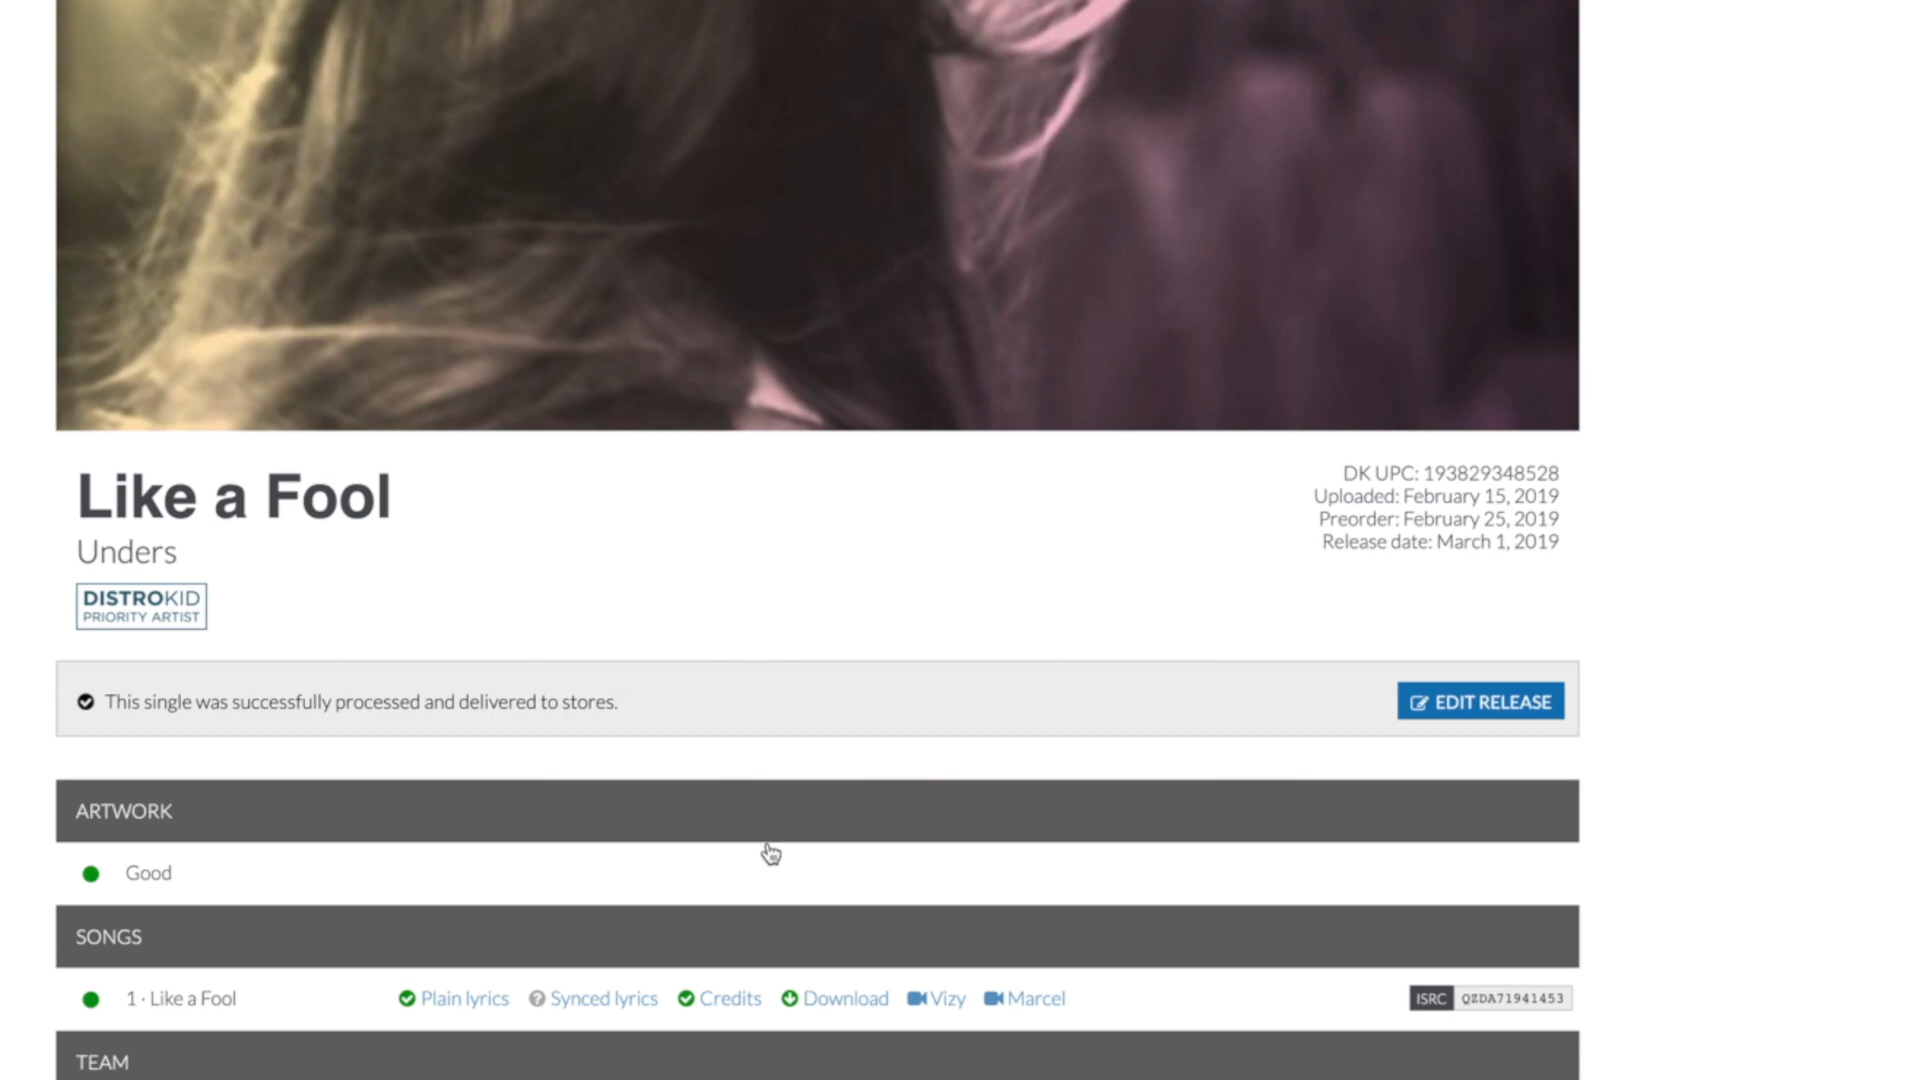 Like a Fool
Unders
DISTROKID
PRIORITY ARTIST
DK UPC: 193829348528
Uploaded: February 15, 2019
Preorder: February 25, 2019
Release date: March 1, 2019
This single was successfully processed and delivered to stores.
EDIT RELEASE
ARTWORK
Good
SONGS
1 · Like a Fool Plain lyrics Synced lyrics Credits Download Vizy Marcel ISRC QZDA71941453
TEAM